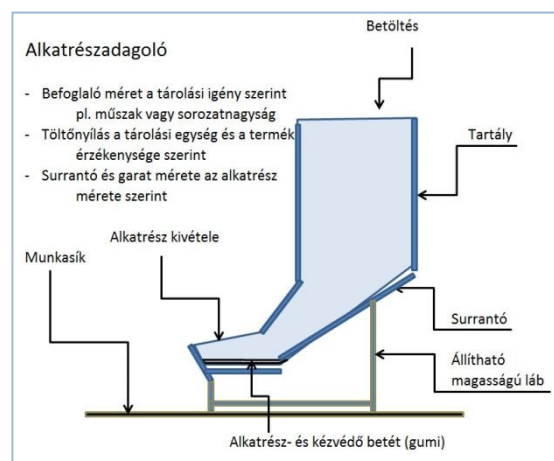 Betöltés
Alkatrészadagoló
- Befoglaló méret a tárolási igény szerint
pl. műszak vagy sorozatnagyság
- Töltőnyílás a tárolási egység és a termék
érzékenysége szerint
- Surrantó és garat mérete az alkatrész
mérete szerint
Tartály
Alkatrész kivétele
Munkasík
Surrantó
Állítható
magasságú láb
Alkatrész- és kézvédő betét (gumi)